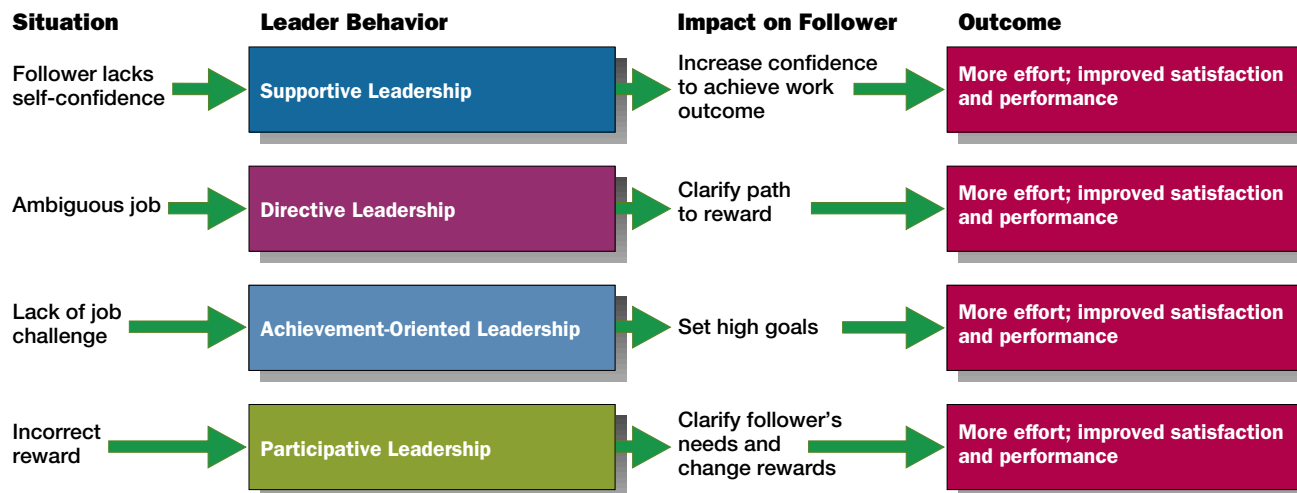 Situation
Leader Behavior
Impact on Follower
Outcome
Follower lacks
self-confidence
Supportive Leadership
Increase confidence
to achieve work
outcome
More effort; improved satisfaction
and performance
Ambiguous job
Directive Leadership
Clarify path
to reward
More effort; improved satisfaction
and performance
Lack of job
challenge
Achievement-Oriented Leadership
Set high goals
More effort; improved satisfaction
and performance
Incorrect
reward
Participative Leadership
Clarify follower’s
needs and
change rewards
More effort; improved satisfaction
and performance